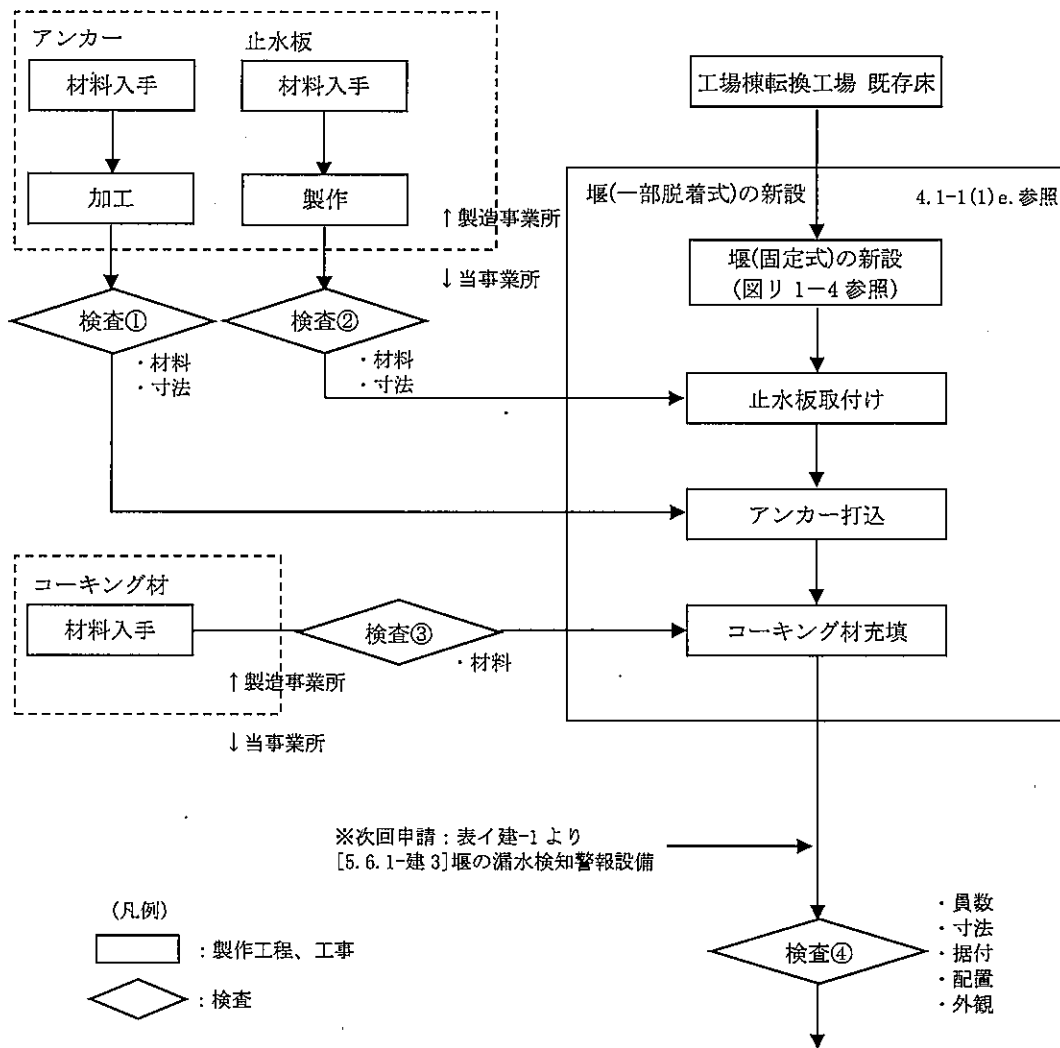 アンカー
止水板
材料入手
材料入手
加工
製作
↑製造事業所
↓当事業所
検査①
・材料
・寸法
検査②
・材料
・寸法
工場棟転換工場 既存床
堰(一部脱着式)の新設
4.1-1(1)e.参照
堰(固定式)の新設
(図リ 1-4 参照)
止水板取付け
アンカー打込
コーキング材
材料入手
検査③
・材料
コーキング材充填
↑製造事業所
↓当事業所
※次回申請:表イ建-1 より
[5.6.1-建 3]堰の漏水検知警報設備
検査④
・員数
・寸法
・据付
・配置
・外観
(凡例)
:製作工程、工事
:検査